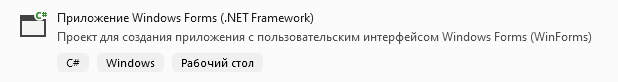 C#
Приложение Windows Forms (.NET Framework)
Проект для создания приложения с пользовательским интерфейсом Windows Forms (WinForms)
C# Windows Рабочий стол